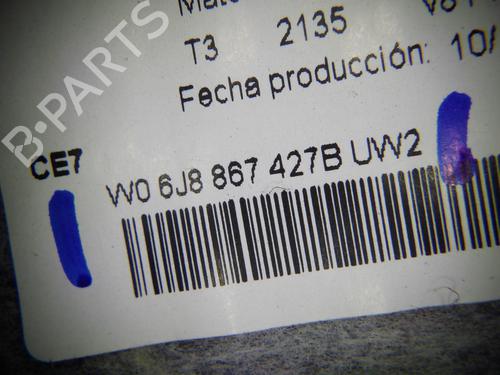 T3 2135
Fecha producción: 10/
CE7
W0 6J8 867 427B UW2
B-PARTS